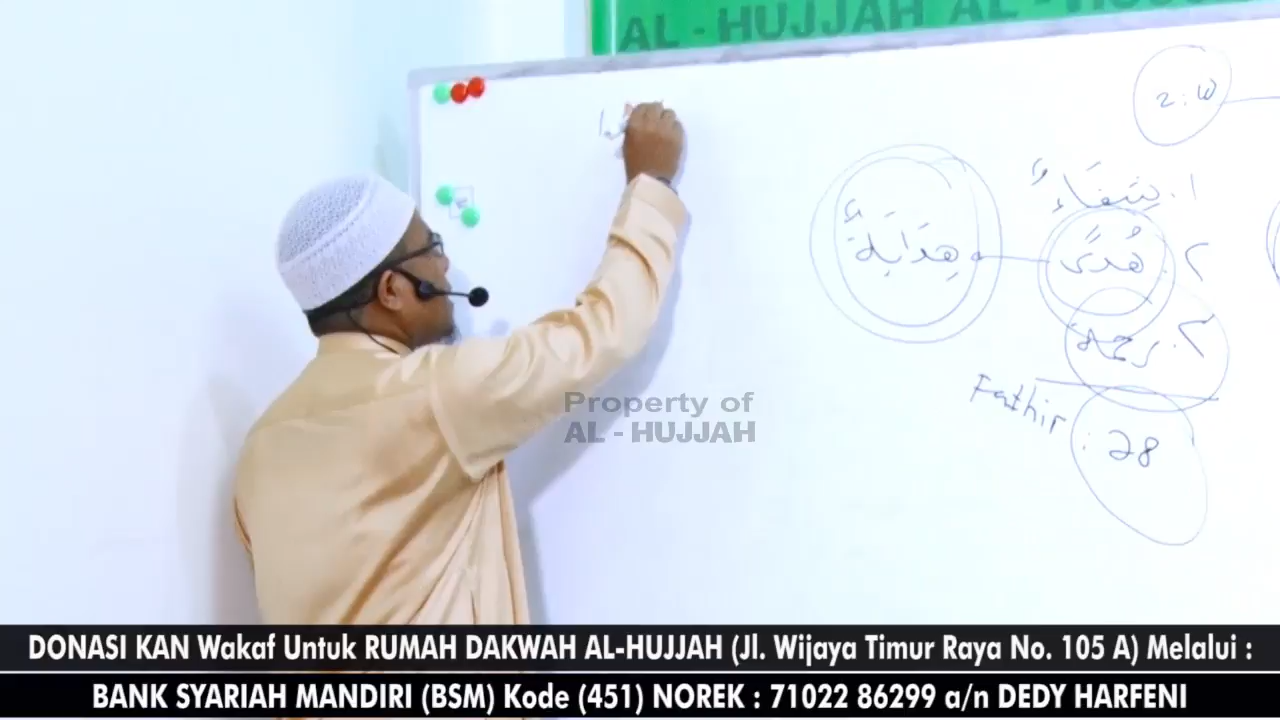 AL - HUJJAH AL - HUJJ
2 : W
١. شِفَاءٌ
٢. هُدًى هِدَايَةٌ
٣. رحمة
Fathir : 28
Property of
AL - HUJJAH
DONASI KAN Wakaf Untuk RUMAH DAKWAH AL-HUJJAH (Jl. Wijaya Timur Raya No. 105 A) Melalui :
BANK SYARIAH MANDIRI (BSM) Kode (451) NOREK : 71022 86299 a/n DEDY HARFENI